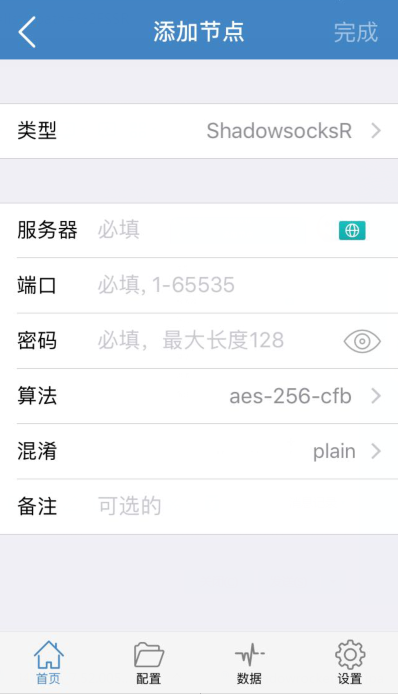 添加节点 完成
类型 ShadowsocksR
服务器 必填
端口 必填, 1-65535
密码 必填，最大长度128
算法 aes-256-cfb
混淆 plain
备注 可选的
首页 配置 数据 设置